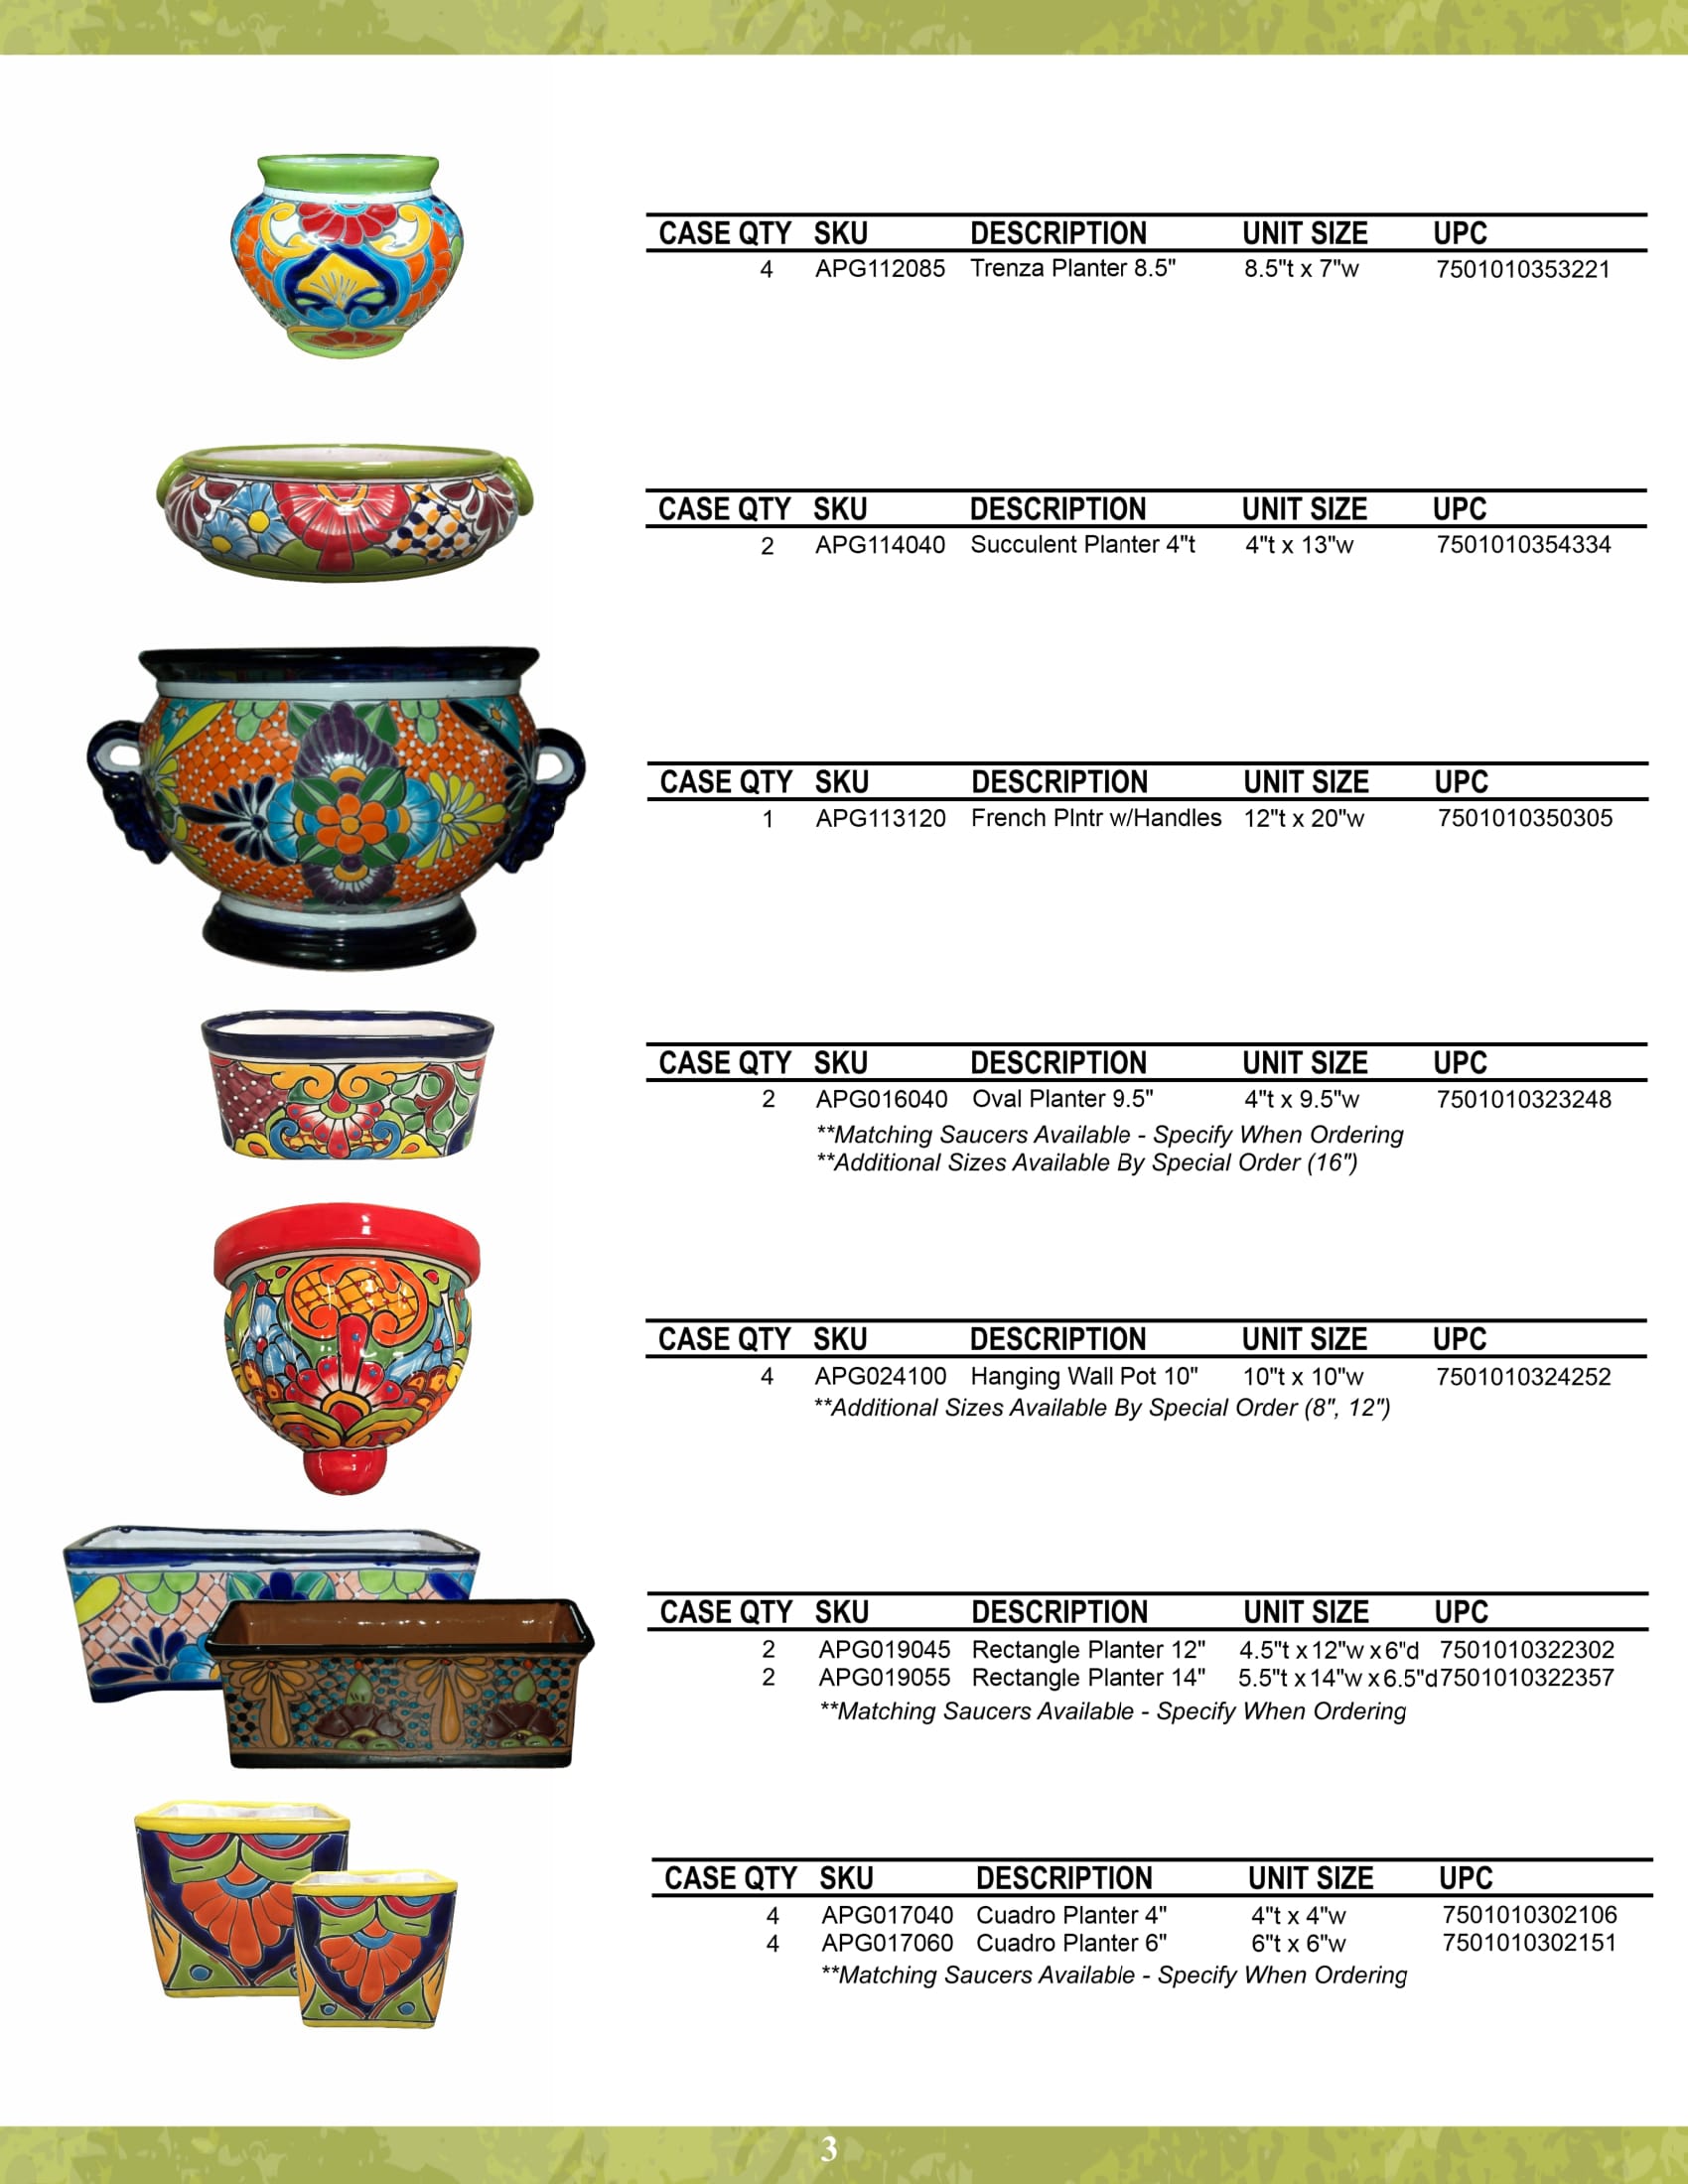 CASE QTY SKU DESCRIPTION UNIT SIZE UPC
4 APG112085 Trenza Planter 8.5" 8.5"t x 7"w 7501010353221
CASE QTY SKU DESCRIPTION UNIT SIZE UPC
2 APG114040 Succulent Planter 4"t 4"t x 13"w 7501010354334
CASE QTY SKU DESCRIPTION UNIT SIZE UPC
1 APG113120 French Plntr w/Handles 12"t x 20"w 7501010350305
CASE QTY SKU DESCRIPTION UNIT SIZE UPC
2 APG016040 Oval Planter 9.5" 4"t x 9.5"w 7501010323248
**Matching Saucers Available - Specify When Ordering
**Additional Sizes Available By Special Order (16")
CASE QTY SKU DESCRIPTION UNIT SIZE UPC
4 APG024100 Hanging Wall Pot 10" 10"t x 10"w 7501010324252
**Additional Sizes Available By Special Order (8", 12")
CASE QTY SKU DESCRIPTION UNIT SIZE UPC
2 APG019045 Rectangle Planter 12" 4.5"t x 12"w x 6"d 7501010322302
2 APG019055 Rectangle Planter 14" 5.5"t x 14"w x 6.5"d 7501010322357
**Matching Saucers Available - Specify When Ordering
CASE QTY SKU DESCRIPTION UNIT SIZE UPC
4 APG017040 Cuadro Planter 4" 4"t x 4"w 7501010302106
4 APG017060 Cuadro Planter 6" 6"t x 6"w 7501010302151
**Matching Saucers Available - Specify When Ordering
3